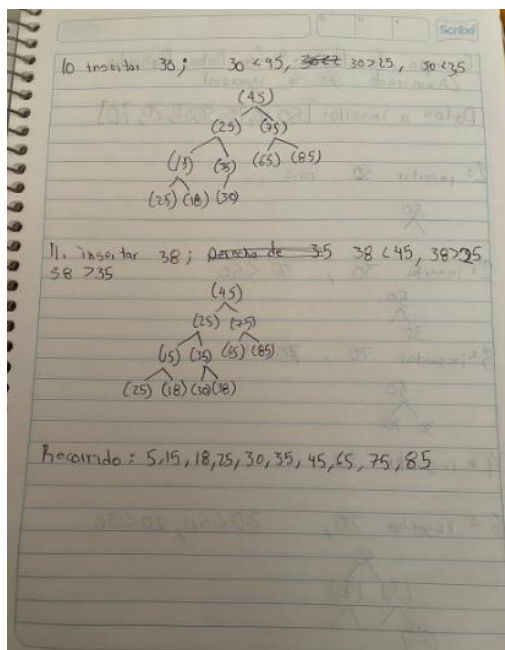 Scribe
10 insertar 30; 30 < 45, 30 > 25, 30 < 35
(45)
(25) (75)
(15) (35) (65) (85)
(25) (18) (30)
11. insertar 38; Derecha de 35 38 < 45, 38 > 25
38 > 35
(45)
(25) (75)
(15) (35) (65) (85)
(25) (18) (30) (38)
Recorrido: 5, 15, 18, 25, 30, 35, 45, 65, 75, 85